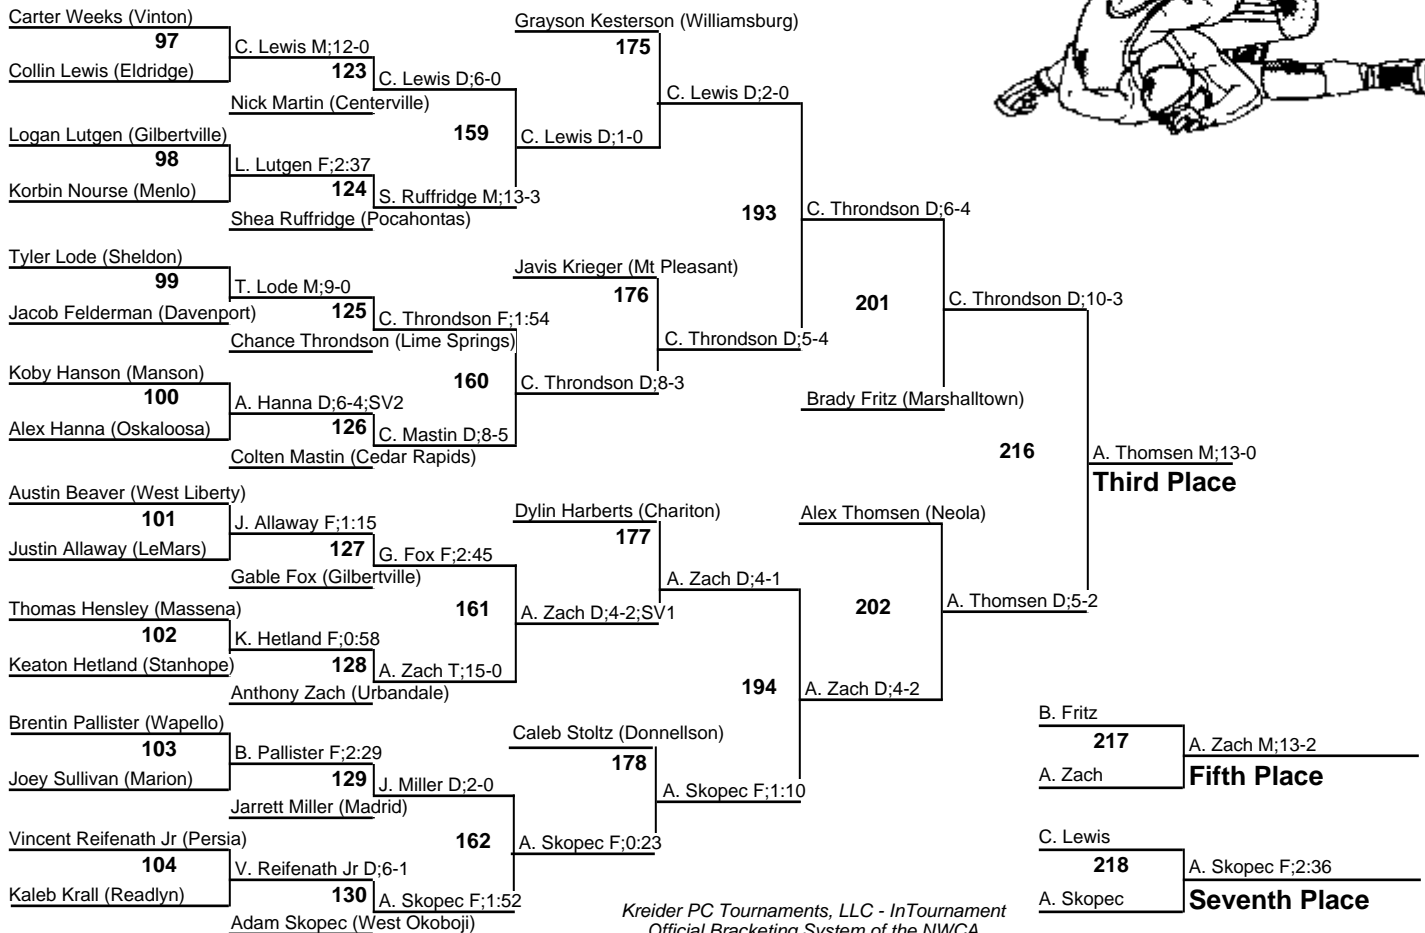 Carter Weeks (Vinton)
97
Collin Lewis (Eldridge)
C. Lewis M;12-0
123
Nick Martin (Centerville)
C. Lewis D;6-0
Logan Lutgen (Gilbertville)
98
Korbin Nourse (Menlo)
L. Lutgen F;2:37
124
Shea Ruffridge (Pocahontas)
S. Ruffridge M;13-3
159
C. Lewis D;1-0
Grayson Kesterson (Williamsburg)
175
C. Lewis D;2-0
Tyler Lode (Sheldon)
99
Jacob Felderman (Davenport)
T. Lode M;9-0
125
Chance Throndson (Lime Springs)
C. Throndson F;1:54
Koby Hanson (Manson)
100
Alex Hanna (Oskaloosa)
A. Hanna D;6-4;SV2
126
Colten Mastin (Cedar Rapids)
C. Mastin D;8-5
160
C. Throndson D;8-3
Javis Krieger (Mt Pleasant)
176
C. Throndson D;5-4
193
C. Throndson D;6-4
201
Brady Fritz (Marshalltown)
C. Throndson D;10-3
Austin Beaver (West Liberty)
101
Justin Allaway (LeMars)
J. Allaway F;1:15
127
Gable Fox (Gilbertville)
G. Fox F;2:45
Thomas Hensley (Massena)
102
Keaton Hetland (Stanhope)
K. Hetland F;0:58
128
Anthony Zach (Urbandale)
A. Zach T;15-0
161
A. Zach D;4-2;SV1
Dylin Harberts (Chariton)
177
A. Zach D;4-1
Brentin Pallister (Wapello)
103
Joey Sullivan (Marion)
B. Pallister F;2:29
129
Jarrett Miller (Madrid)
J. Miller D;2-0
Vincent Reifenath Jr (Persia)
104
Kaleb Krall (Readlyn)
V. Reifenath Jr D;6-1
130
Adam Skopec (West Okoboji)
A. Skopec F;1:52
162
A. Skopec F;0:23
Caleb Stoltz (Donnellson)
178
A. Skopec F;1:10
194
A. Zach D;4-2
Alex Thomsen (Neola)
202
A. Thomsen D;5-2
216
A. Thomsen M;13-0
Third Place
B. Fritz
217
A. Zach
A. Zach M;13-2
Fifth Place
C. Lewis
218
A. Skopec
A. Skopec F;2:36
Seventh Place
Kreider PC Tournaments, LLC - InTournament
Official Bracketing System of the NWCA